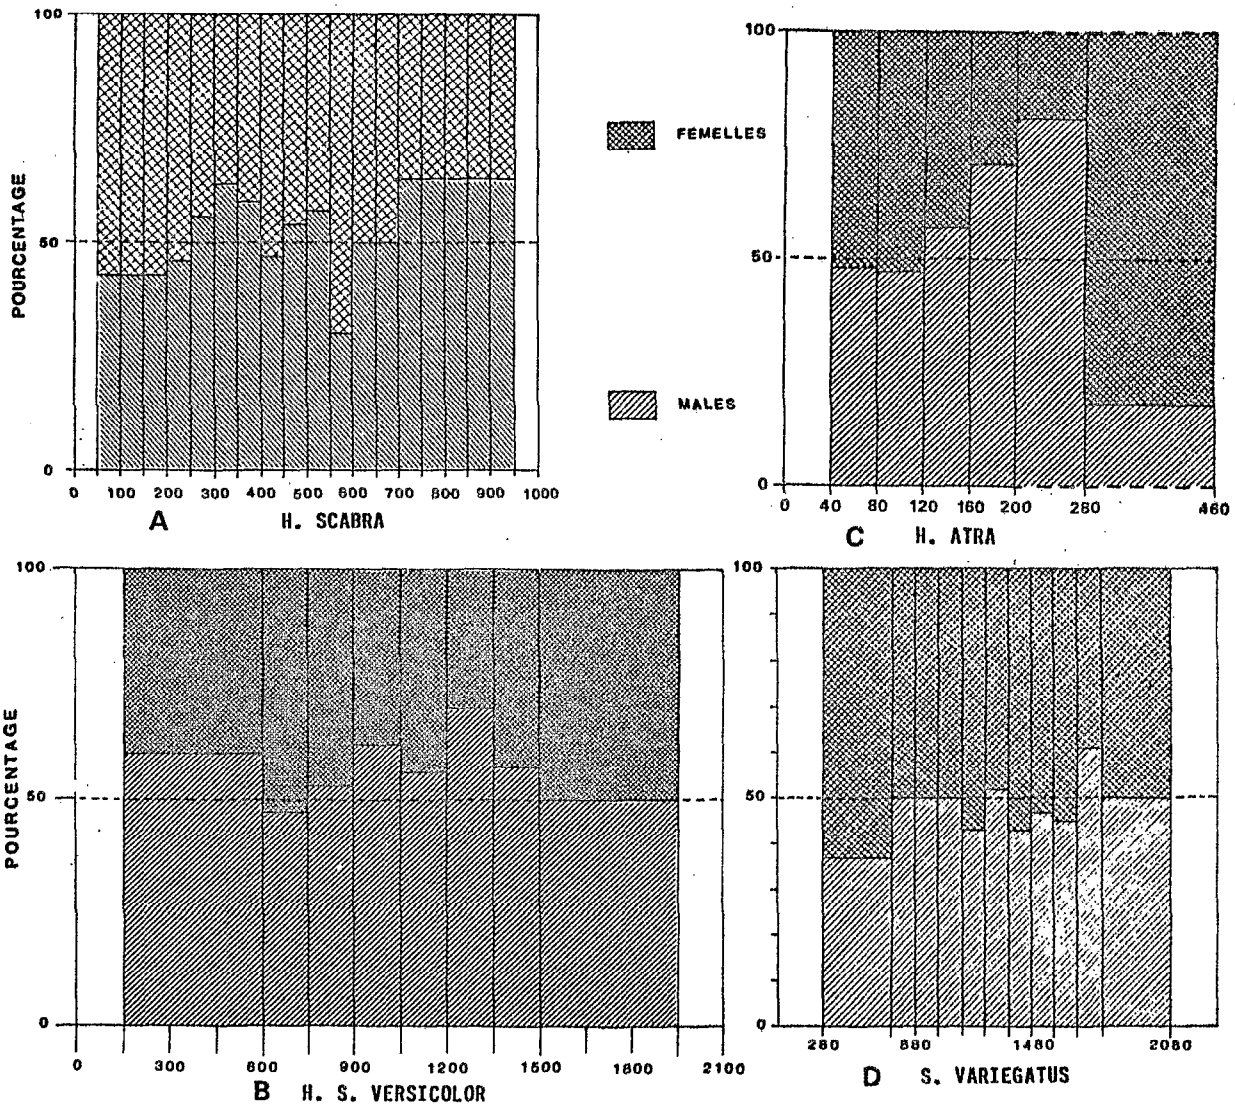 100
50
0
POURCENTAGE
0 100 200 300 400 500 600 700 800 900 1000
A H. SCABRA
FEMELLES
MALES
100
50
0
0 40 80 120 160 200 280 460
C H. ATRA
100
50
0
POURCENTAGE
0 300 600 900 1200 1500 1800 2100
B H. S. VERSICOLOR
100
50
0
280 880 1480 2080
D S. VARIEGATUS